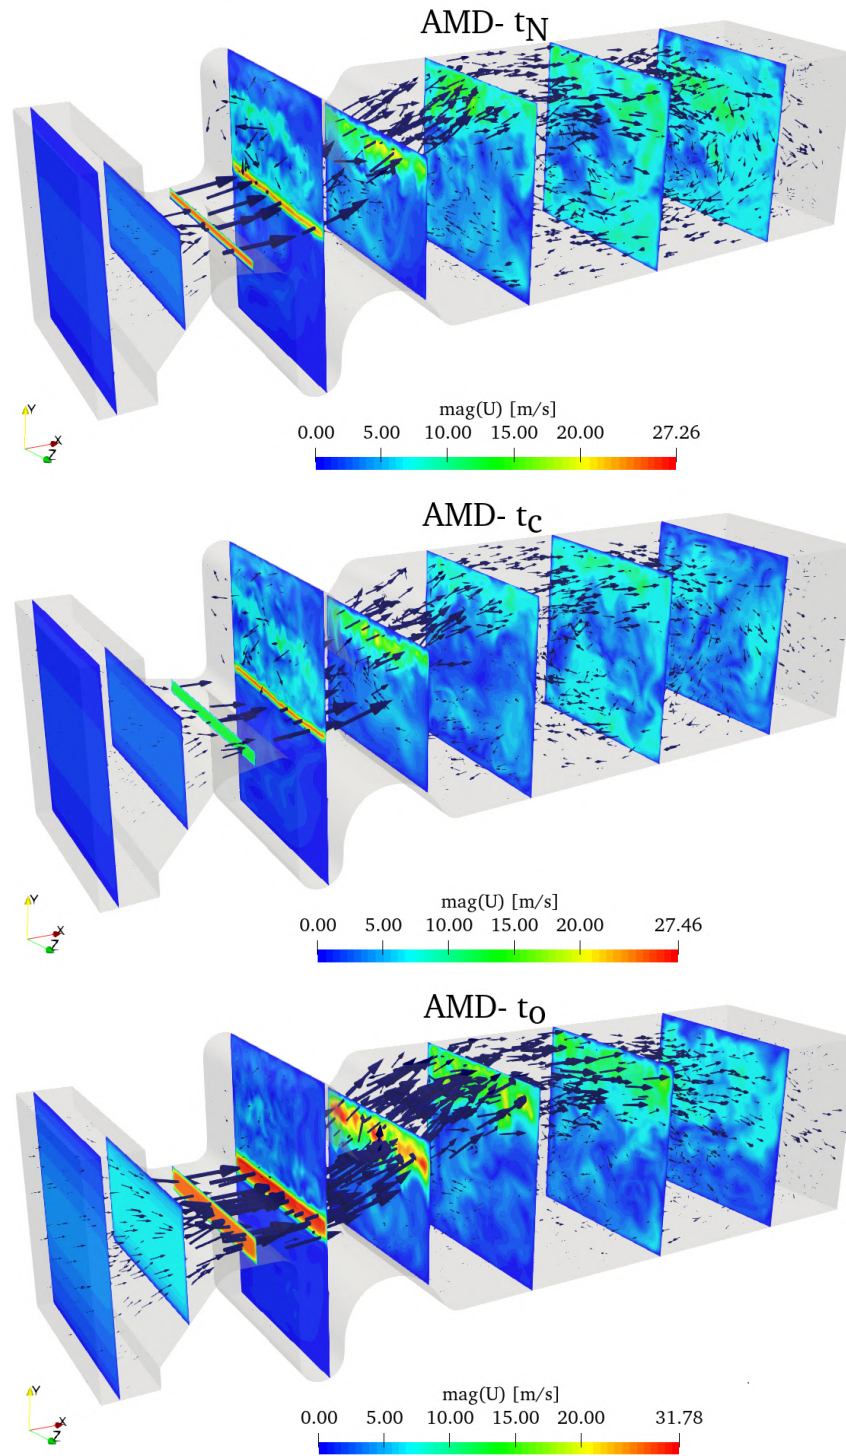 AMD- tN
Y
X
Z
mag(U) [m/s]
0.00 5.00 10.00 15.00 20.00 27.26
AMD- tc
Y
X
Z
mag(U) [m/s]
0.00 5.00 10.00 15.00 20.00 27.46
AMD- to
Y
X
Z
mag(U) [m/s]
0.00 5.00 10.00 15.00 20.00 31.78